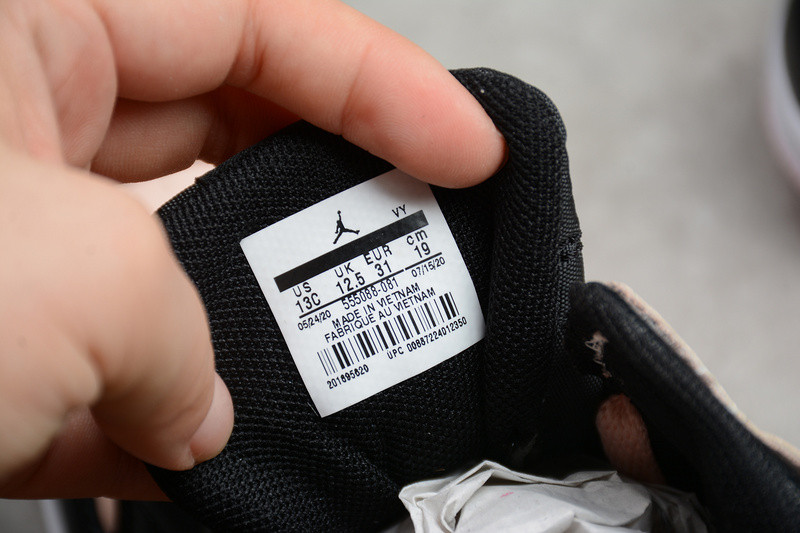 VY
US UK EUR cm
13C 12.5 31 19
05/24/20 555088-081 07/15/20
MADE IN VIETNAM
FABRIQUE AU VIETNAM
201695620 UPC 00887224012350